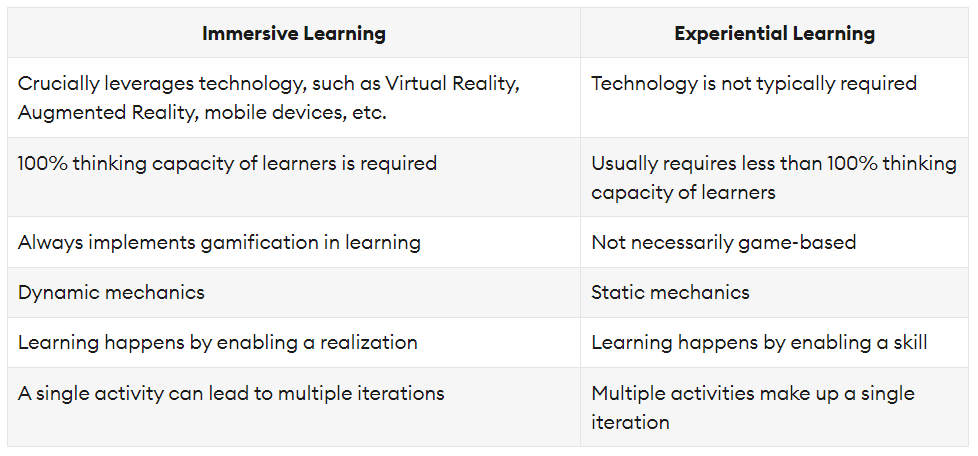 Immersive Learning
Experiential Learning
Crucially leverages technology, such as Virtual Reality,
Augmented Reality, mobile devices, etc.
Technology is not typically required
100% thinking capacity of learners is required
Usually requires less than 100% thinking
capacity of learners
Always implements gamification in learning
Not necessarily game-based
Dynamic mechanics
Static mechanics
Learning happens by enabling a realization
Learning happens by enabling a skill
A single activity can lead to multiple iterations
Multiple activities make up a single
iteration